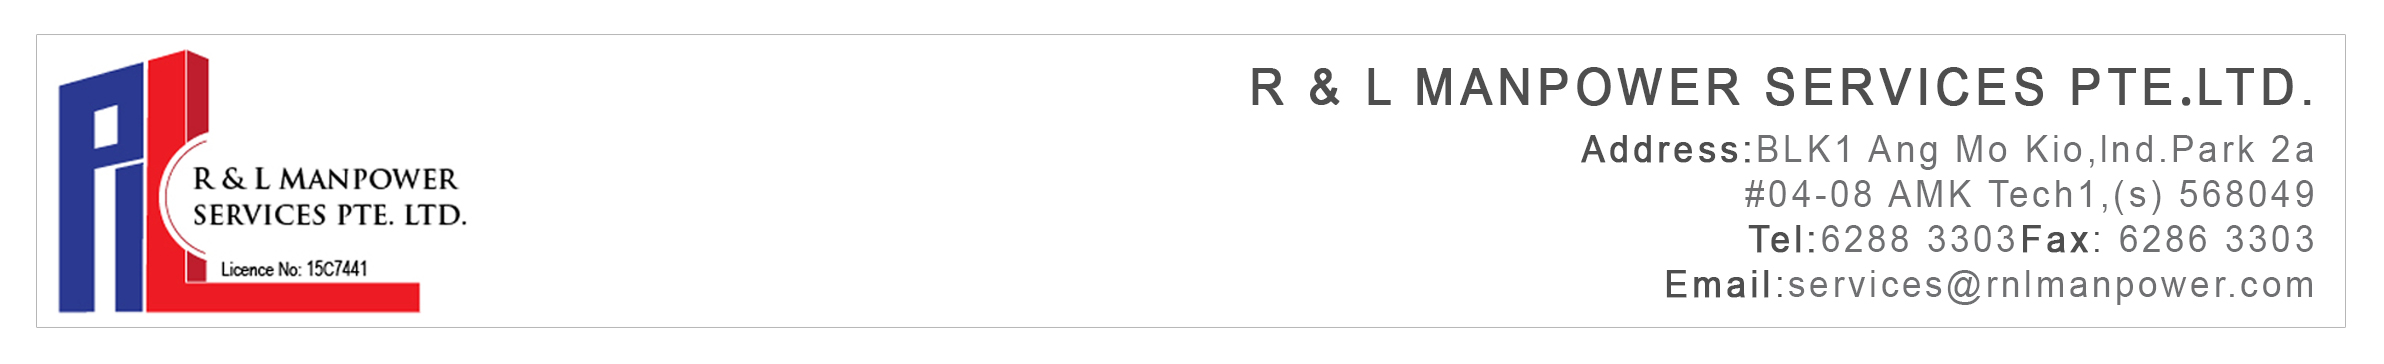 R & L MANPOWER
SERVICES PTE. LTD.
Licence No: 15C7441
R & L MANPOWER SERVICES PTE.LTD.
Address:BLK1 Ang Mo Kio,Ind.Park 2a
#04-08 AMK Tech1,(s) 568049
Tel:6288 3303Fax: 6286 3303
Email:services@rnlmanpower.com